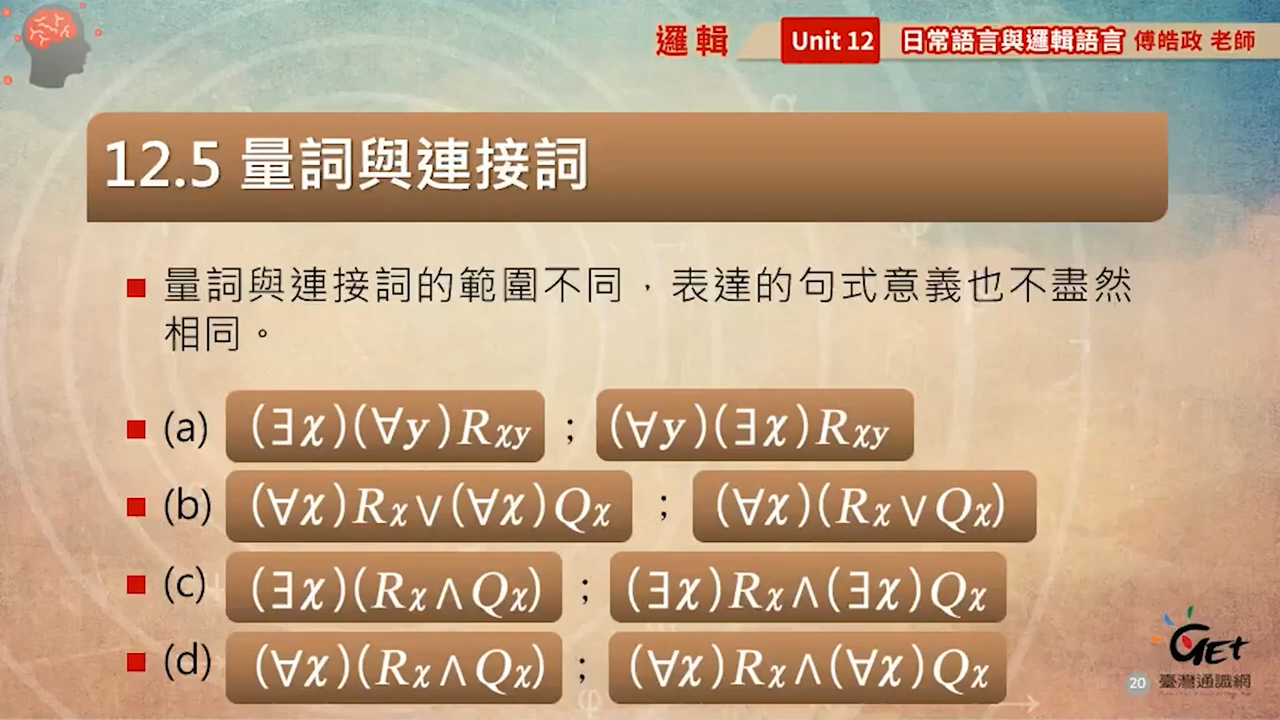 邏輯 Unit 12 日常語言與邏輯語言 傅皓政 老師
12.5 量詞與連接詞
量詞與連接詞的範圍不同，表達的句式意義也不盡然
相同。
(a) (∃x)(∀y)Rxy ; (∀y)(∃x)Rxy
(b) (∀x)Rx∨(∀x)Qx ; (∀x)(Rx∨Qx)
(c) (∃x)(Rx∧Qx) ; (∃x)Rx∧(∃x)Qx
(d) (∀x)(Rx∧Qx) ; (∀x)Rx∧(∀x)Qx
GEt
20 臺灣通識網